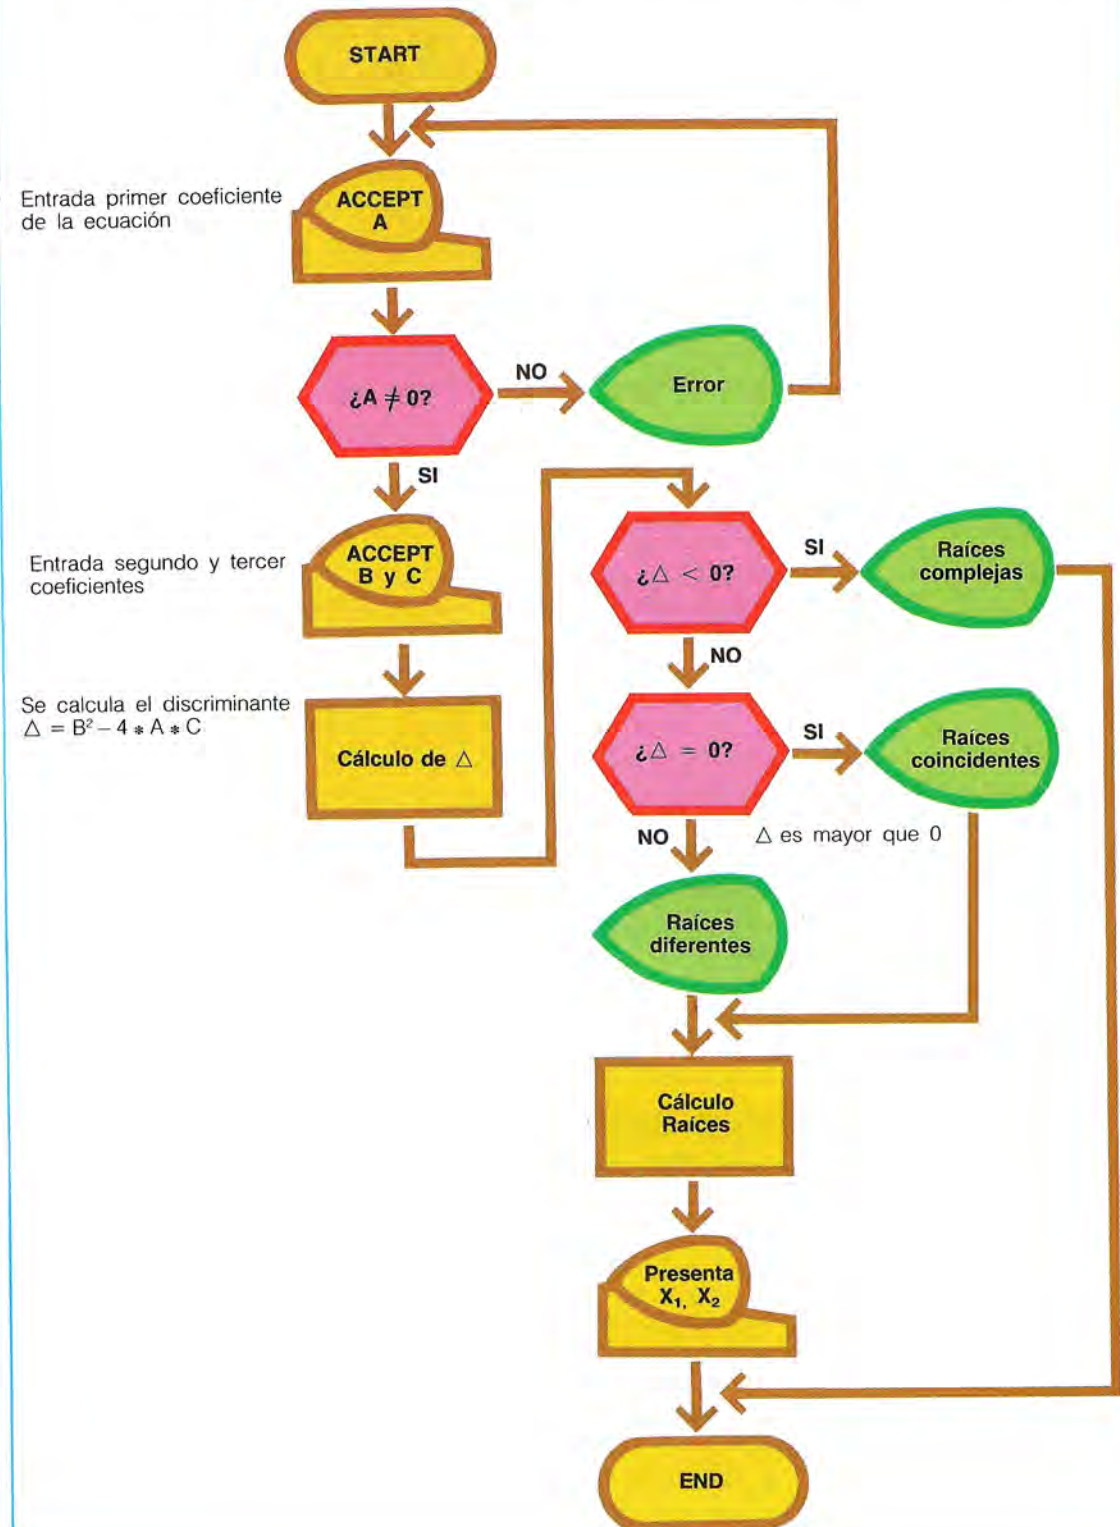 START
Entrada primer coeficiente
de la ecuación
ACCEPT
A
¿A ≠ 0?
NO
Error
SI
Entrada segundo y tercer
coeficientes
ACCEPT
B y C
Se calcula el discriminante
△ = B² – 4 * A * C
Cálculo de △
¿△ < 0?
SI
Raíces
complejas
NO
¿△ = 0?
SI
Raíces
coincidentes
NO
△ es mayor que 0
Raíces
diferentes
Cálculo
Raíces
Presenta
X₁, X₂
END